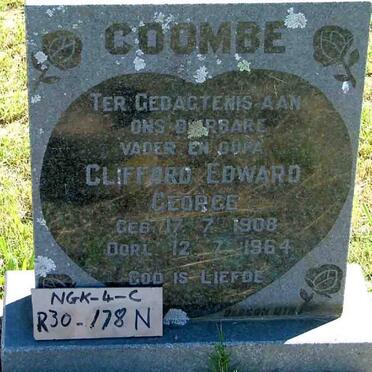 COOMBE
TER GEDAGTENIS AAN
ONS DIERBARE
VADER EN OUPA
CLIFFORD EDWARD
GEORGE
GEB. 17. 7. 1908
OORL. 12. 7. 1964
GOD IS LIEFDE
NGK-4-C
R30-178N